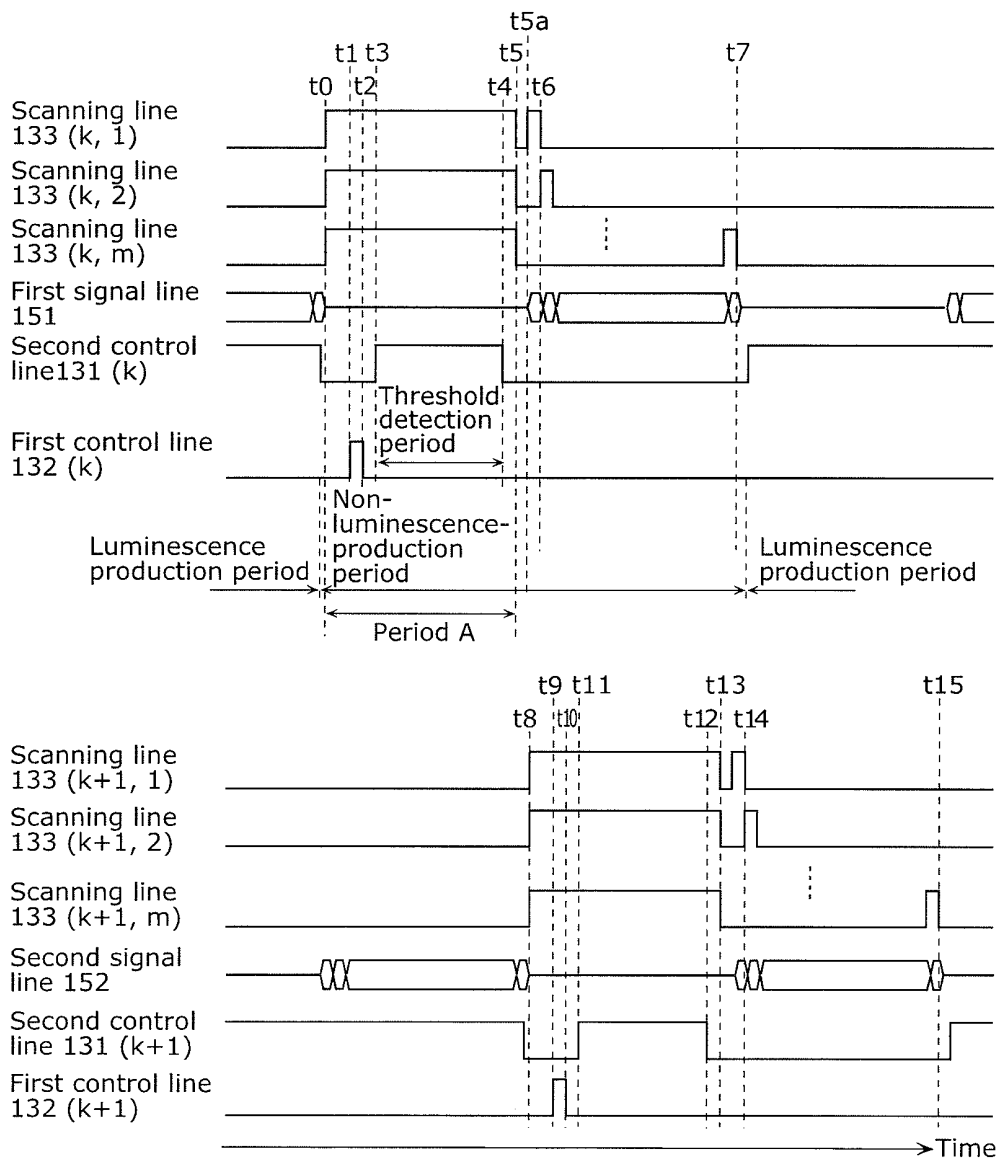 t5a
t1 t3 t5 t7
t0 t2 t4 t6
Scanning line
133 (k, 1)
Scanning line
133 (k, 2)
Scanning line
133 (k, m)
First signal line
151
Second control
line131 (k)
Threshold
detection
period
First control line
132 (k)
Non-
luminescence-
production
period
Luminescence
production period
Luminescence
production period
Period A
t9 t11 t13 t15
t8 t10 t12 t14
Scanning line
133 (k+1, 1)
Scanning line
133 (k+1, 2)
Scanning line
133 (k+1, m)
Second signal
line 152
Second control
line 131 (k+1)
First control line
132 (k+1)
Time